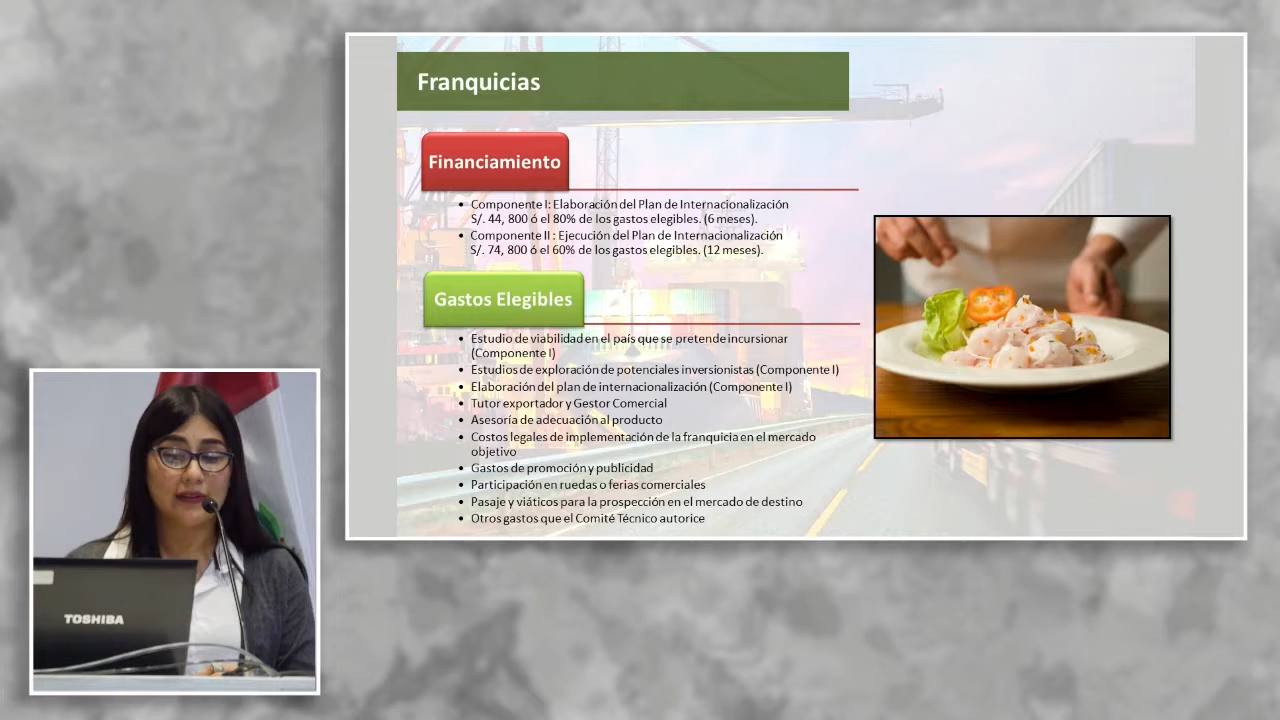 Franquicias
Financiamiento
• Componente I: Elaboración del Plan de Internacionalización
S/. 44, 800 ó el 80% de los gastos elegibles. (6 meses).
• Componente II : Ejecución del Plan de Internacionalización
S/. 74, 800 ó el 60% de los gastos elegibles. (12 meses).
Gastos Elegibles
• Estudio de viabilidad en el país que se pretende incursionar
(Componente I)
• Estudios de exploración de potenciales inversionistas (Componente I)
• Elaboración del plan de internacionalización (Componente I)
• Tutor exportador y Gestor Comercial
• Asesoría de adecuación al producto
• Costos legales de implementación de la franquicia en el mercado
objetivo
• Gastos de promoción y publicidad
• Participación en ruedas o ferias comerciales
• Pasaje y viáticos para la prospección en el mercado de destino
• Otros gastos que el Comité Técnico autorice
TOSHIBA